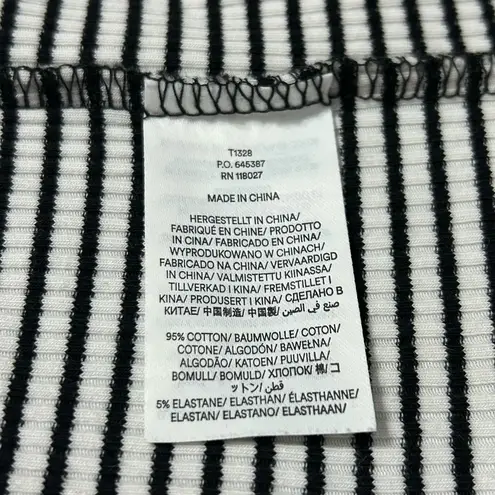 T1328
P.O. 645387
RN 118027
MADE IN CHINA
HERGESTELLT IN CHINA/
FABRIQUÉ EN CHINE/ PRODOTTO
IN CINA/ FABRICADO EN CHINA/
WYPRODUKOWANO W CHINACH/
FABRICADO NA CHINA/ VERVAARDIGD
IN CHINA/ VALMISTETTU KIINASSA/
TILLVERKAD I KINA/ FREMSTILLET I
KINA/ PRODUSERT I KINA/ СДЕЛАНО В
КИТАЕ/ 中国制造/ 中国製/ صنع في الصين/
95% COTTON/ BAUMWOLLE/ COTON/
COTONE/ ALGODÓN/ BAWEŁNA/
ALGODÃO/ KATOEN/ PUUVILLA/
BOMULL/ BOMULD/ ХЛОПОК/ 棉/ コ
ットン/ قطن/
5% ELASTANE/ ELASTHAN/ ÉLASTHANNE/
ELASTAN/ ELASTANO/ ELASTHAAN/